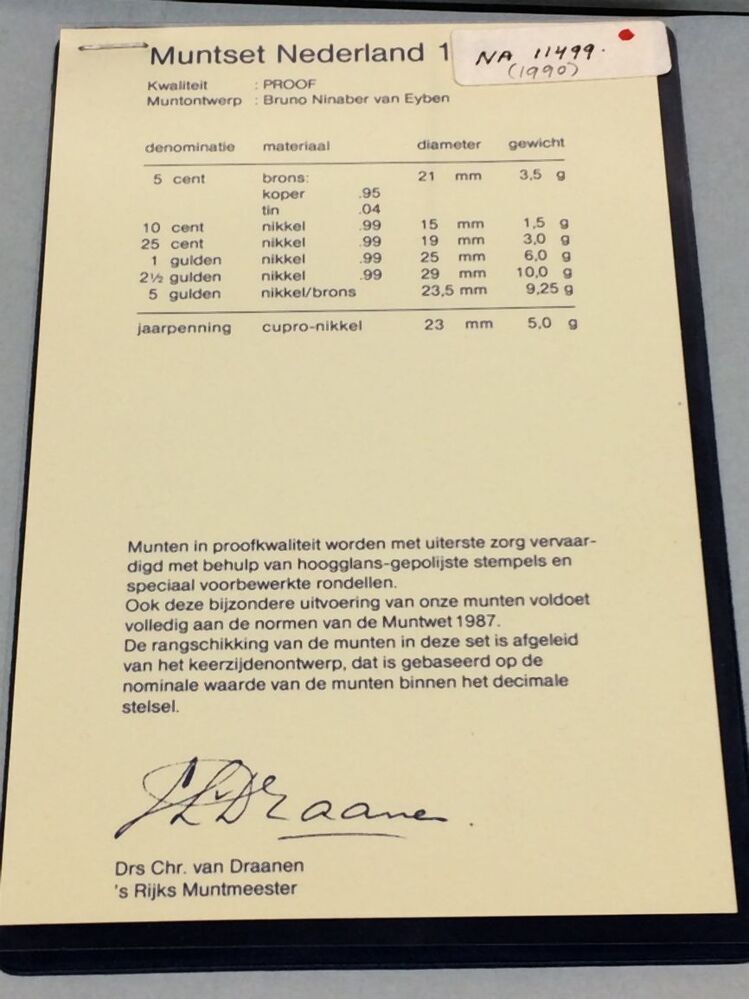 Muntset Nederland 1
NA 11499.
(1990)
Kwaliteit : PROOF
Muntontwerp : Bruno Ninaber van Eyben
denominatie materiaal diameter gewicht
5 cent brons: 21 mm 3,5 g
koper .95
tin .04
10 cent nikkel .99 15 mm 1,5 g
25 cent nikkel .99 19 mm 3,0 g
1 gulden nikkel .99 25 mm 6,0 g
2½ gulden nikkel .99 29 mm 10,0 g
5 gulden nikkel/brons 23,5 mm 9,25 g
jaarpenning cupro-nikkel 23 mm 5,0 g
Munten in proofkwaliteit worden met uiterste zorg vervaar-
digd met behulp van hoogglans-gepolijste stempels en
speciaal voorbewerkte rondellen.
Ook deze bijzondere uitvoering van onze munten voldoet
volledig aan de normen van de Muntwet 1987.
De rangschikking van de munten in deze set is afgeleid
van het keerzijdenontwerp, dat is gebaseerd op de
nominale waarde van de munten binnen het decimale
stelsel.
Drs Chr. van Draanen
's Rijks Muntmeester